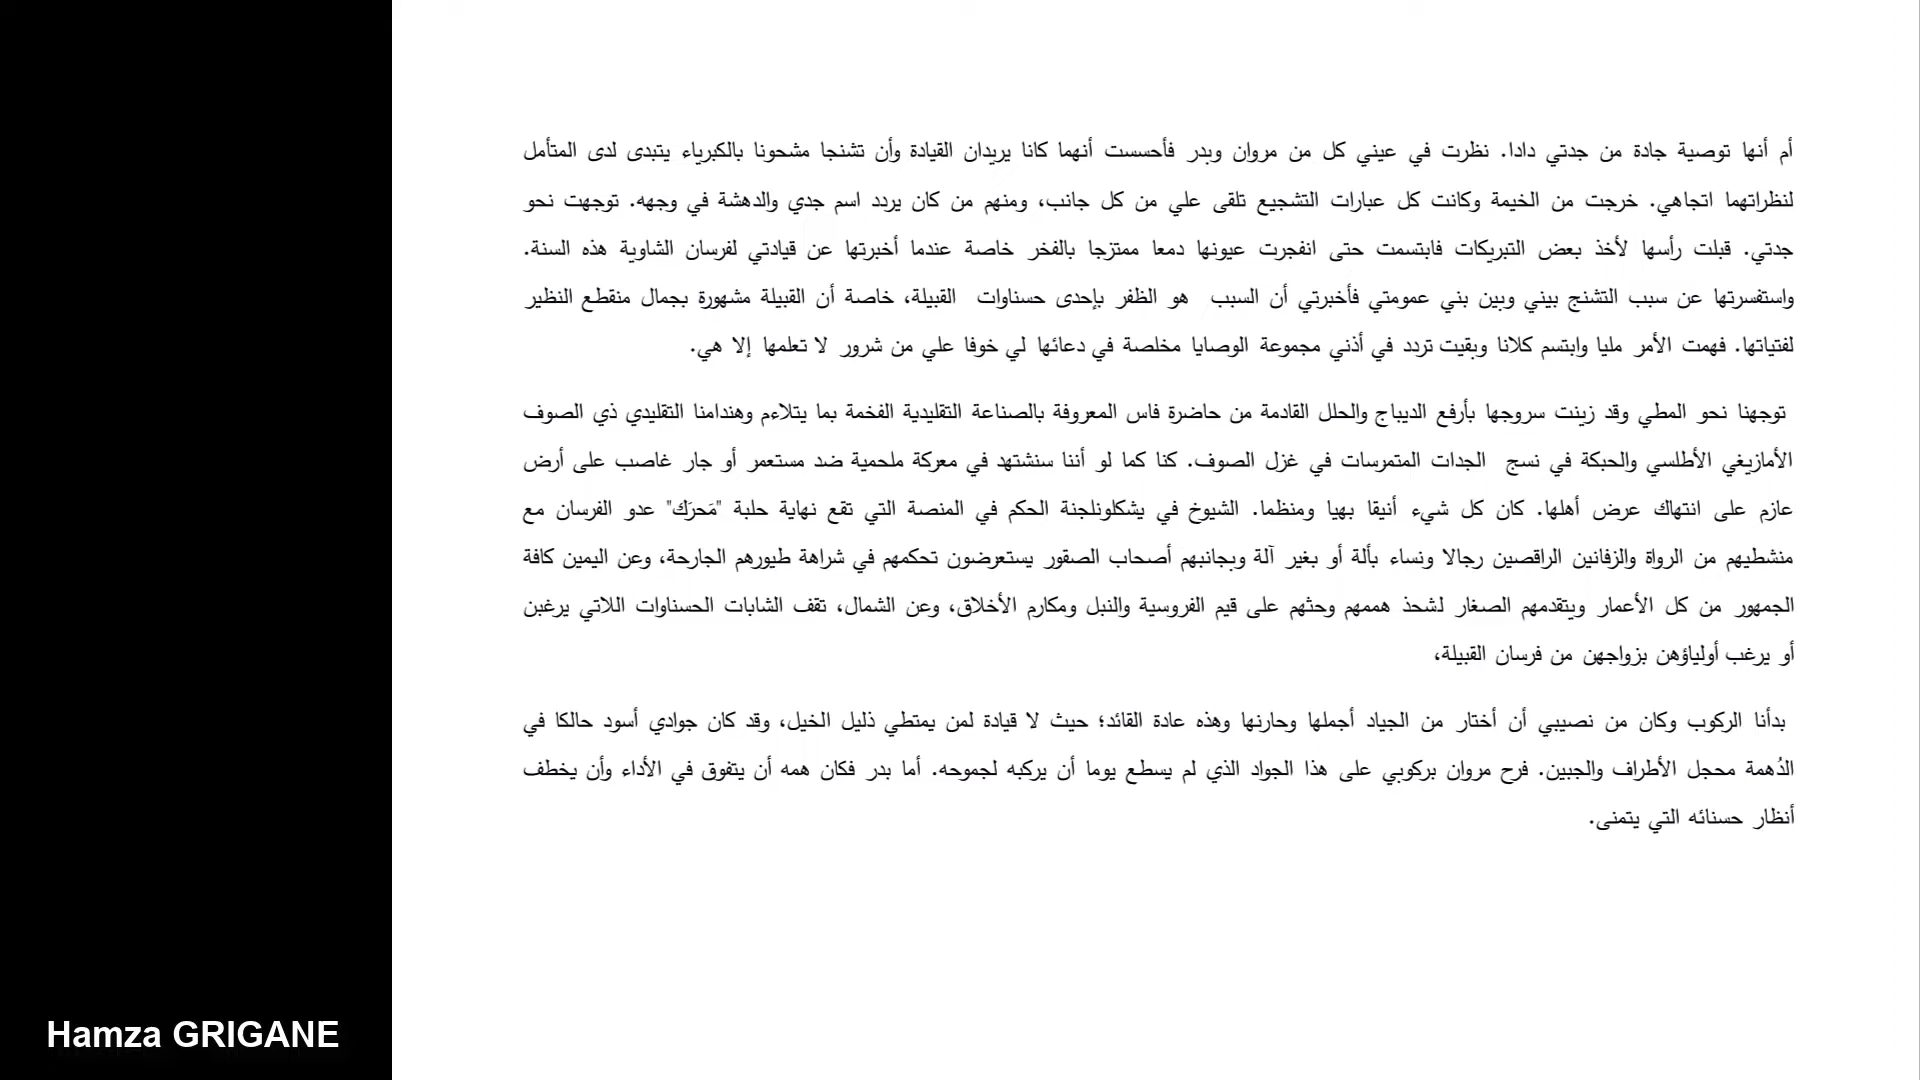 أم أنها توصية جادة من جدتي دادا. نظرت في عيني كل من مروان وبدر فأحسست أنهما كانا يريدان القيادة وأن تشنجا مشحونا بالكبرياء يتبدى لدى المتأمل
لنظراتهما اتجاهي. خرجت من الخيمة وكانت كل عبارات التشجيع تلقى علي من كل جانب، ومنهم من كان يردد اسم جدي والدهشة في وجهه. توجهت نحو
جدتي. قبلت رأسها لأخذ بعض التبريكات فابتسمت حتى انفجرت عيونها دمعا ممتزجا بالفخر خاصة عندما أخبرتها عن قيادتي لفرسان الشاوية هذه السنة.
واستفسرتها عن سبب التشنج بيني وبين بني عمومتي فأخبرتي أن السبب هو الظفر بإحدى حسناوات القبيلة، خاصة أن القبيلة مشهورة بجمال منقطع النظير
لفتياتها. فهمت الأمر مليا وابتسم كلانا وبقيت تردد في أذني مجموعة الوصايا مخلصة في دعائها لي خوفا علي من شرور لا تعلمها إلا هي.
توجهنا نحو المطي وقد زينت سروجها بأرفع الديباج والحلل القادمة من حاضرة فاس المعروفة بالصناعة التقليدية الفخمة بما يتلاءم وهندامنا التقليدي ذي الصوف
الأمازيغي الأطلسي والحبكة في نسج الجدات المتمرسات في غزل الصوف. كنا كما لو أننا سنشتهد في معركة ملحمية ضد مستعمر أو جار غاصب على أرض
عازم على انتهاك عرض أهلها. كان كل شيء أنيقا بهيا ومنظما. الشيوخ في يشكلونلجنة الحكم في المنصة التي تقع نهاية حلبة "مَحرَك" عدو الفرسان مع
منشطيهم من الرواة والزفانين الراقصين رجالا ونساء بألة أو بغير آلة وبجانبهم أصحاب الصقور يستعرضون تحكمهم في شراهة طيورهم الجارحة، وعن اليمين كافة
الجمهور من كل الأعمار ويتقدمهم الصغار لشحذ هممهم وحثهم على قيم الفروسية والنبل ومكارم الأخلاق، وعن الشمال، تقف الشابات الحسناوات اللاتي يرغبن
أو يرغب أولياؤهن بزواجهن من فرسان القبيلة،
بدأنا الركوب وكان من نصيبي أن أختار من الجياد أجملها وحارنها وهذه عادة القائد؛ حيث لا قيادة لمن يمتطي ذليل الخيل، وقد كان جوادي أسود حالكا في
الدُهمة محجل الأطراف والجبين. فرح مروان بركوبي على هذا الجواد الذي لم يسطع يوما أن يركبه لجموحه. أما بدر فكان همه أن يتفوق في الأداء وأن يخطف
أنظار حسنائه التي يتمنى.
Hamza GRIGANE